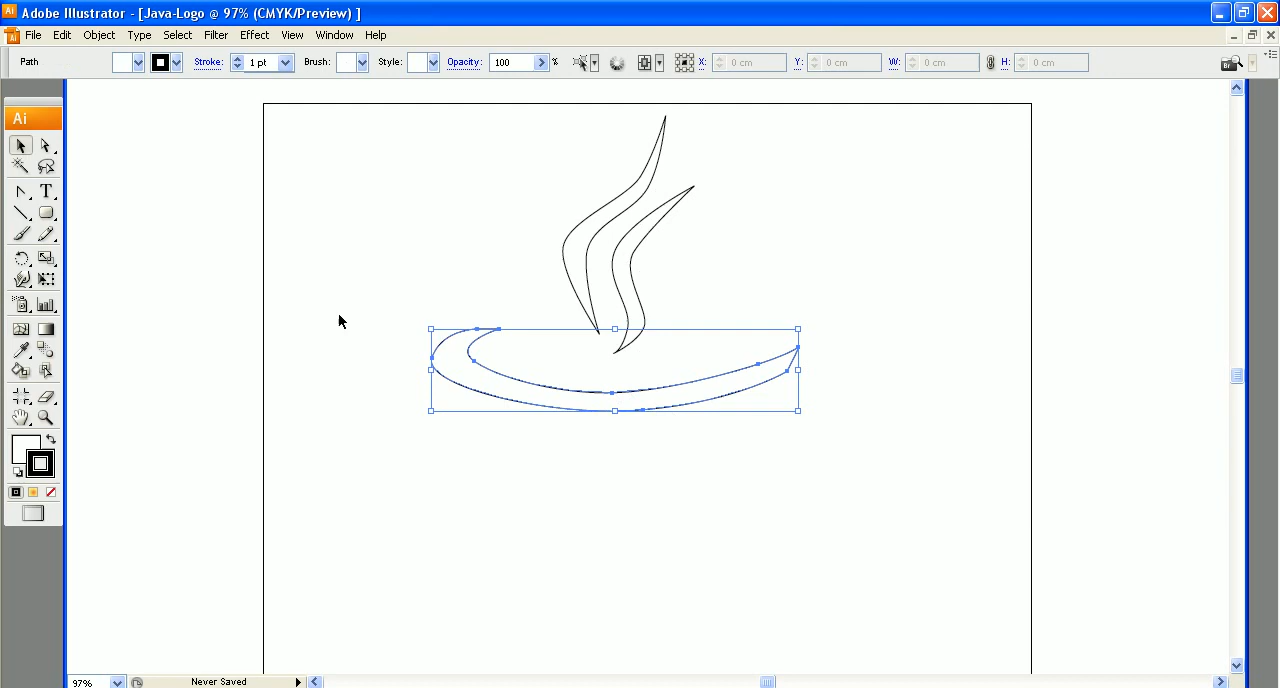 Adobe Illustrator - [Java-Logo @ 97% (CMYK/Preview) ]
File Edit Object Type Select Filter Effect View Window Help
Path Stroke: 1 pt Brush: Style: Opacity: 100 % X: 0 cm Y: 0 cm W: 0 cm H: 0 cm Br
Ai
T
97% Never Saved